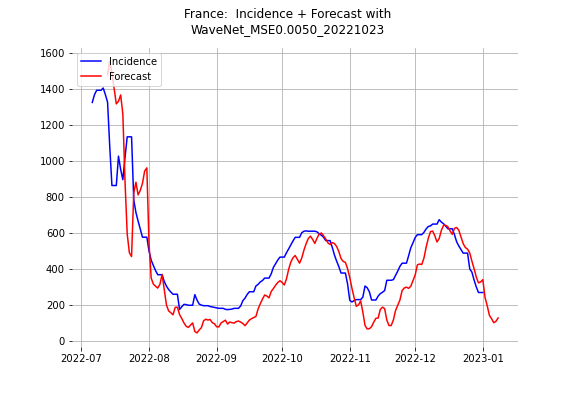 France:  Incidence + Forecast with
WaveNet_MSE0.0050_20221023
Incidence
Forecast
1600
1400
1200
1000
800
600
400
200
0
2022-07 2022-08 2022-09 2022-10 2022-11 2022-12 2023-01